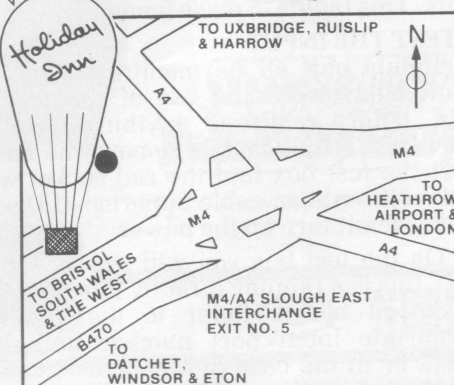 TO UXBRIDGE, RUISLIP
& HARROW
N
Holiday
Inn
A4
M4
TO
HEATHROW
AIRPORT &
LONDON
A4
M4
TO BRISTOL
SOUTH WALES
& THE WEST
M4/A4 SLOUGH EAST
INTERCHANGE
EXIT NO. 5
B470
TO
DATCHET,
WINDSOR & ETON